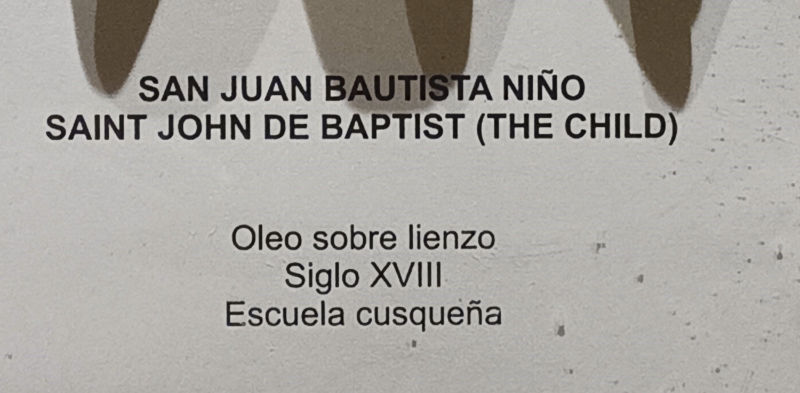 SAN JUAN BAUTISTA NIÑO
SAINT JOHN DE BAPTIST (THE CHILD)
Oleo sobre lienzo
Siglo XVIII
Escuela cusqueña